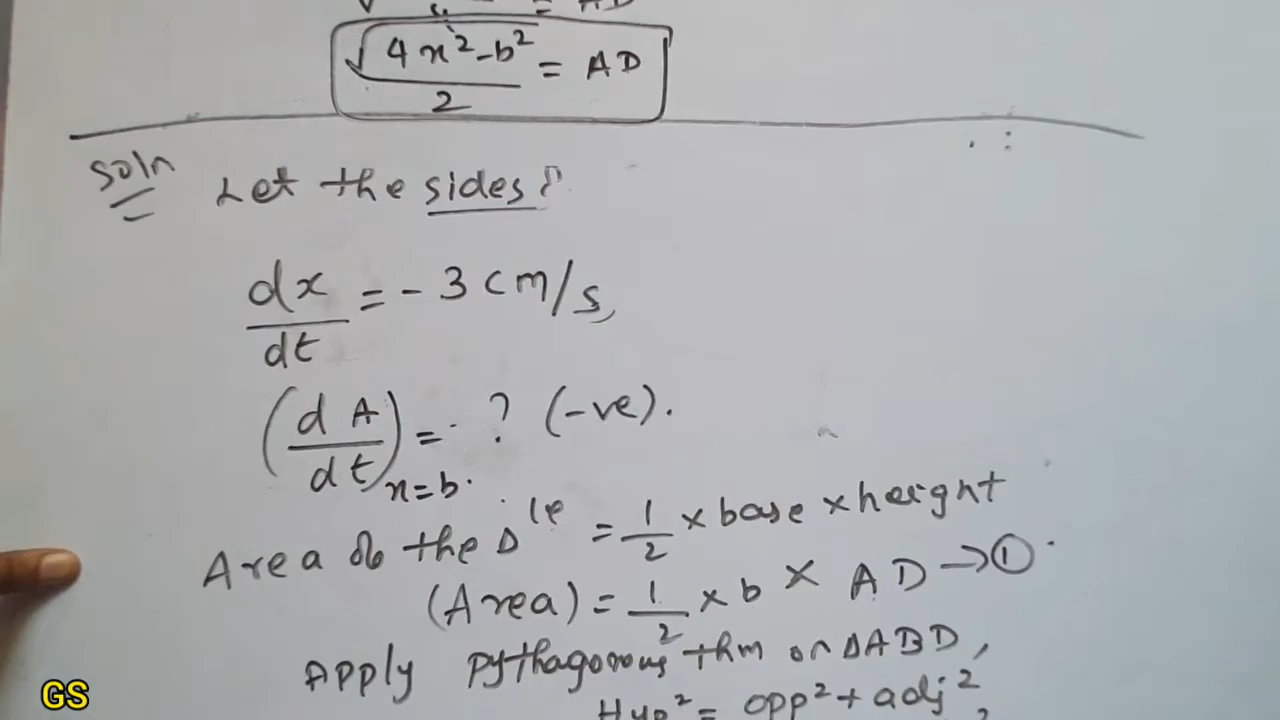 = AD
√4x²-b² / 2 = AD
Soln Let the sides
dx/dt = - 3 cm/s,
(dA/dt)x=b. = ? (-ve).
Area of the Δle = 1/2 x base x height
(Area) = 1/2 x b x AD → ①.
Apply pythagorous thm on ΔABD,
Hyp² = opp² + adj²
GS